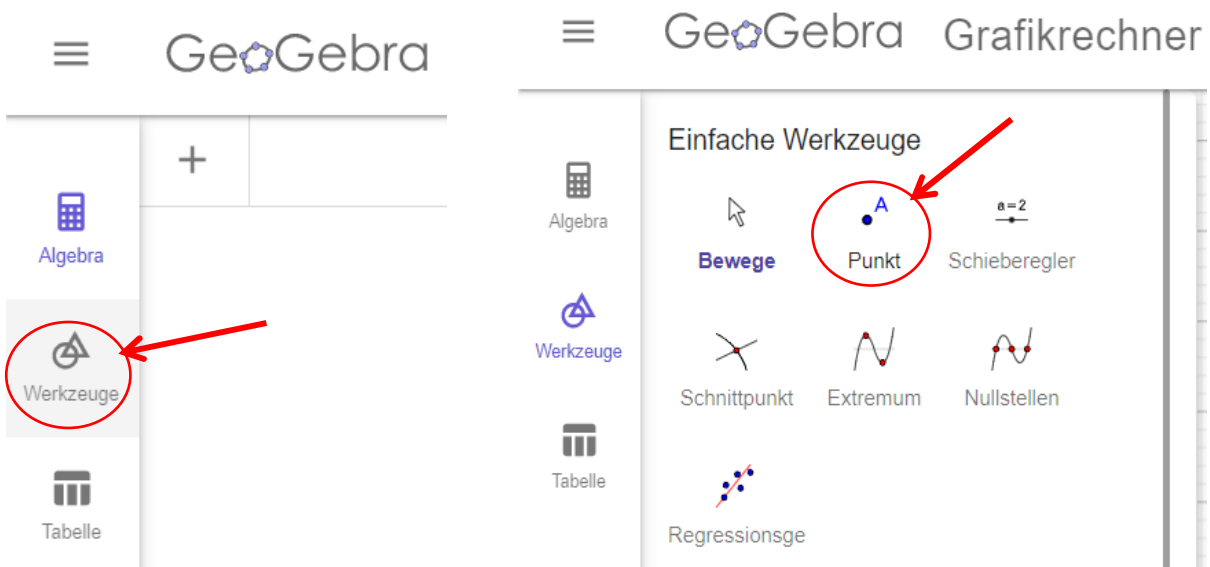 GeoGebra
+
Algebra
Werkzeuge
Tabelle
GeoGebra Grafikrechner
Algebra
Werkzeuge
Tabelle
Einfache Werkzeuge
A
a=2
Bewege Punkt Schieberegler
Schnittpunkt Extremum Nullstellen
Regressionsge